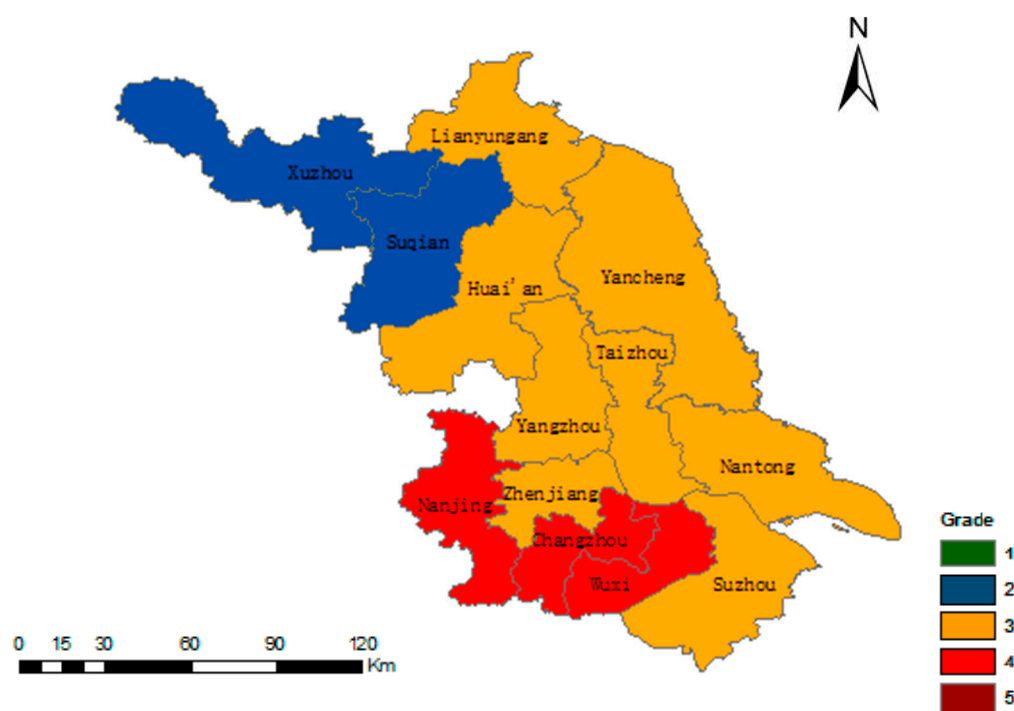 N
Lianyungang
Xuzhou
Suqian
Yancheng
Huai'an
Taizhou
Yangzhou
Nantong
Zhenjiang
Nanjing
Changzhou
Wuxi
Suzhou
Grade
1
2
3
4
5
0 15 30 60 90 120
Km